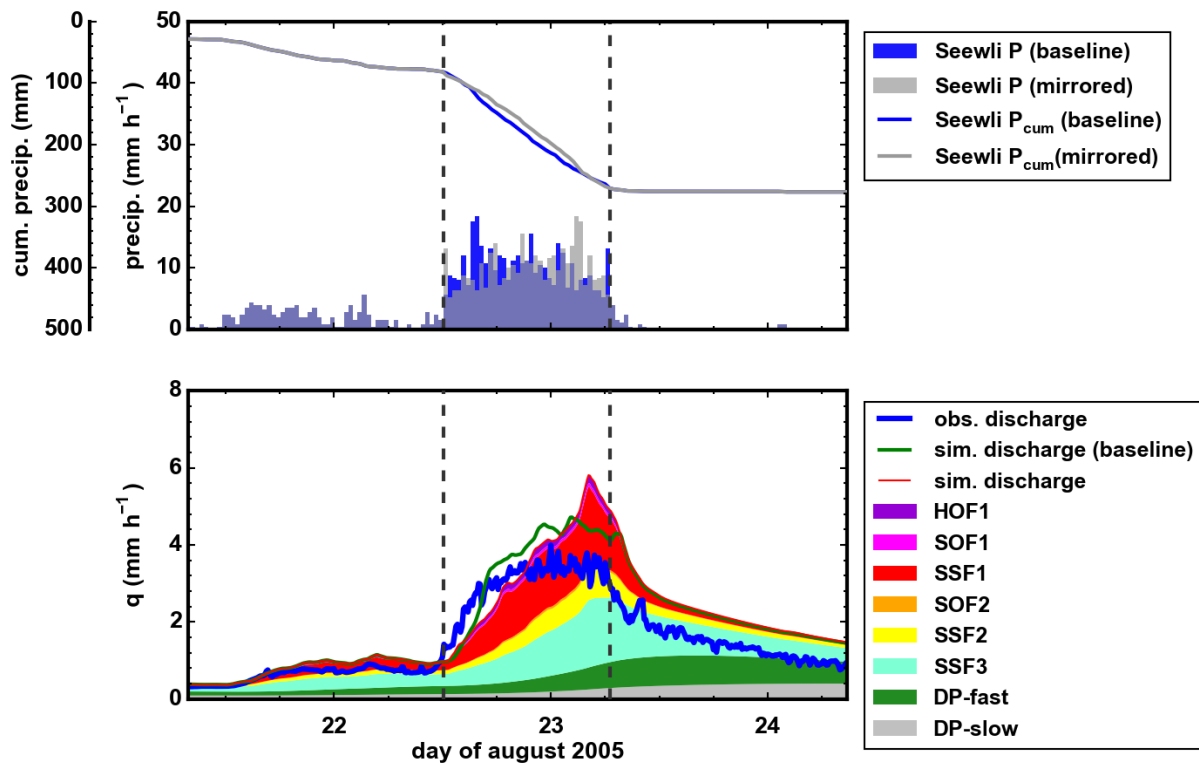 cum. precip. (mm)
0
100
200
300
400
500
precip. (mm h⁻¹)
50
40
30
20
10
0
Seewli P (baseline)
Seewli P (mirrored)
Seewli Pcum (baseline)
Seewli Pcum(mirrored)
q (mm h⁻¹)
8
6
4
2
0
22 23 24
day of august 2005
obs. discharge
sim. discharge (baseline)
sim. discharge
HOF1
SOF1
SSF1
SOF2
SSF2
SSF3
DP-fast
DP-slow